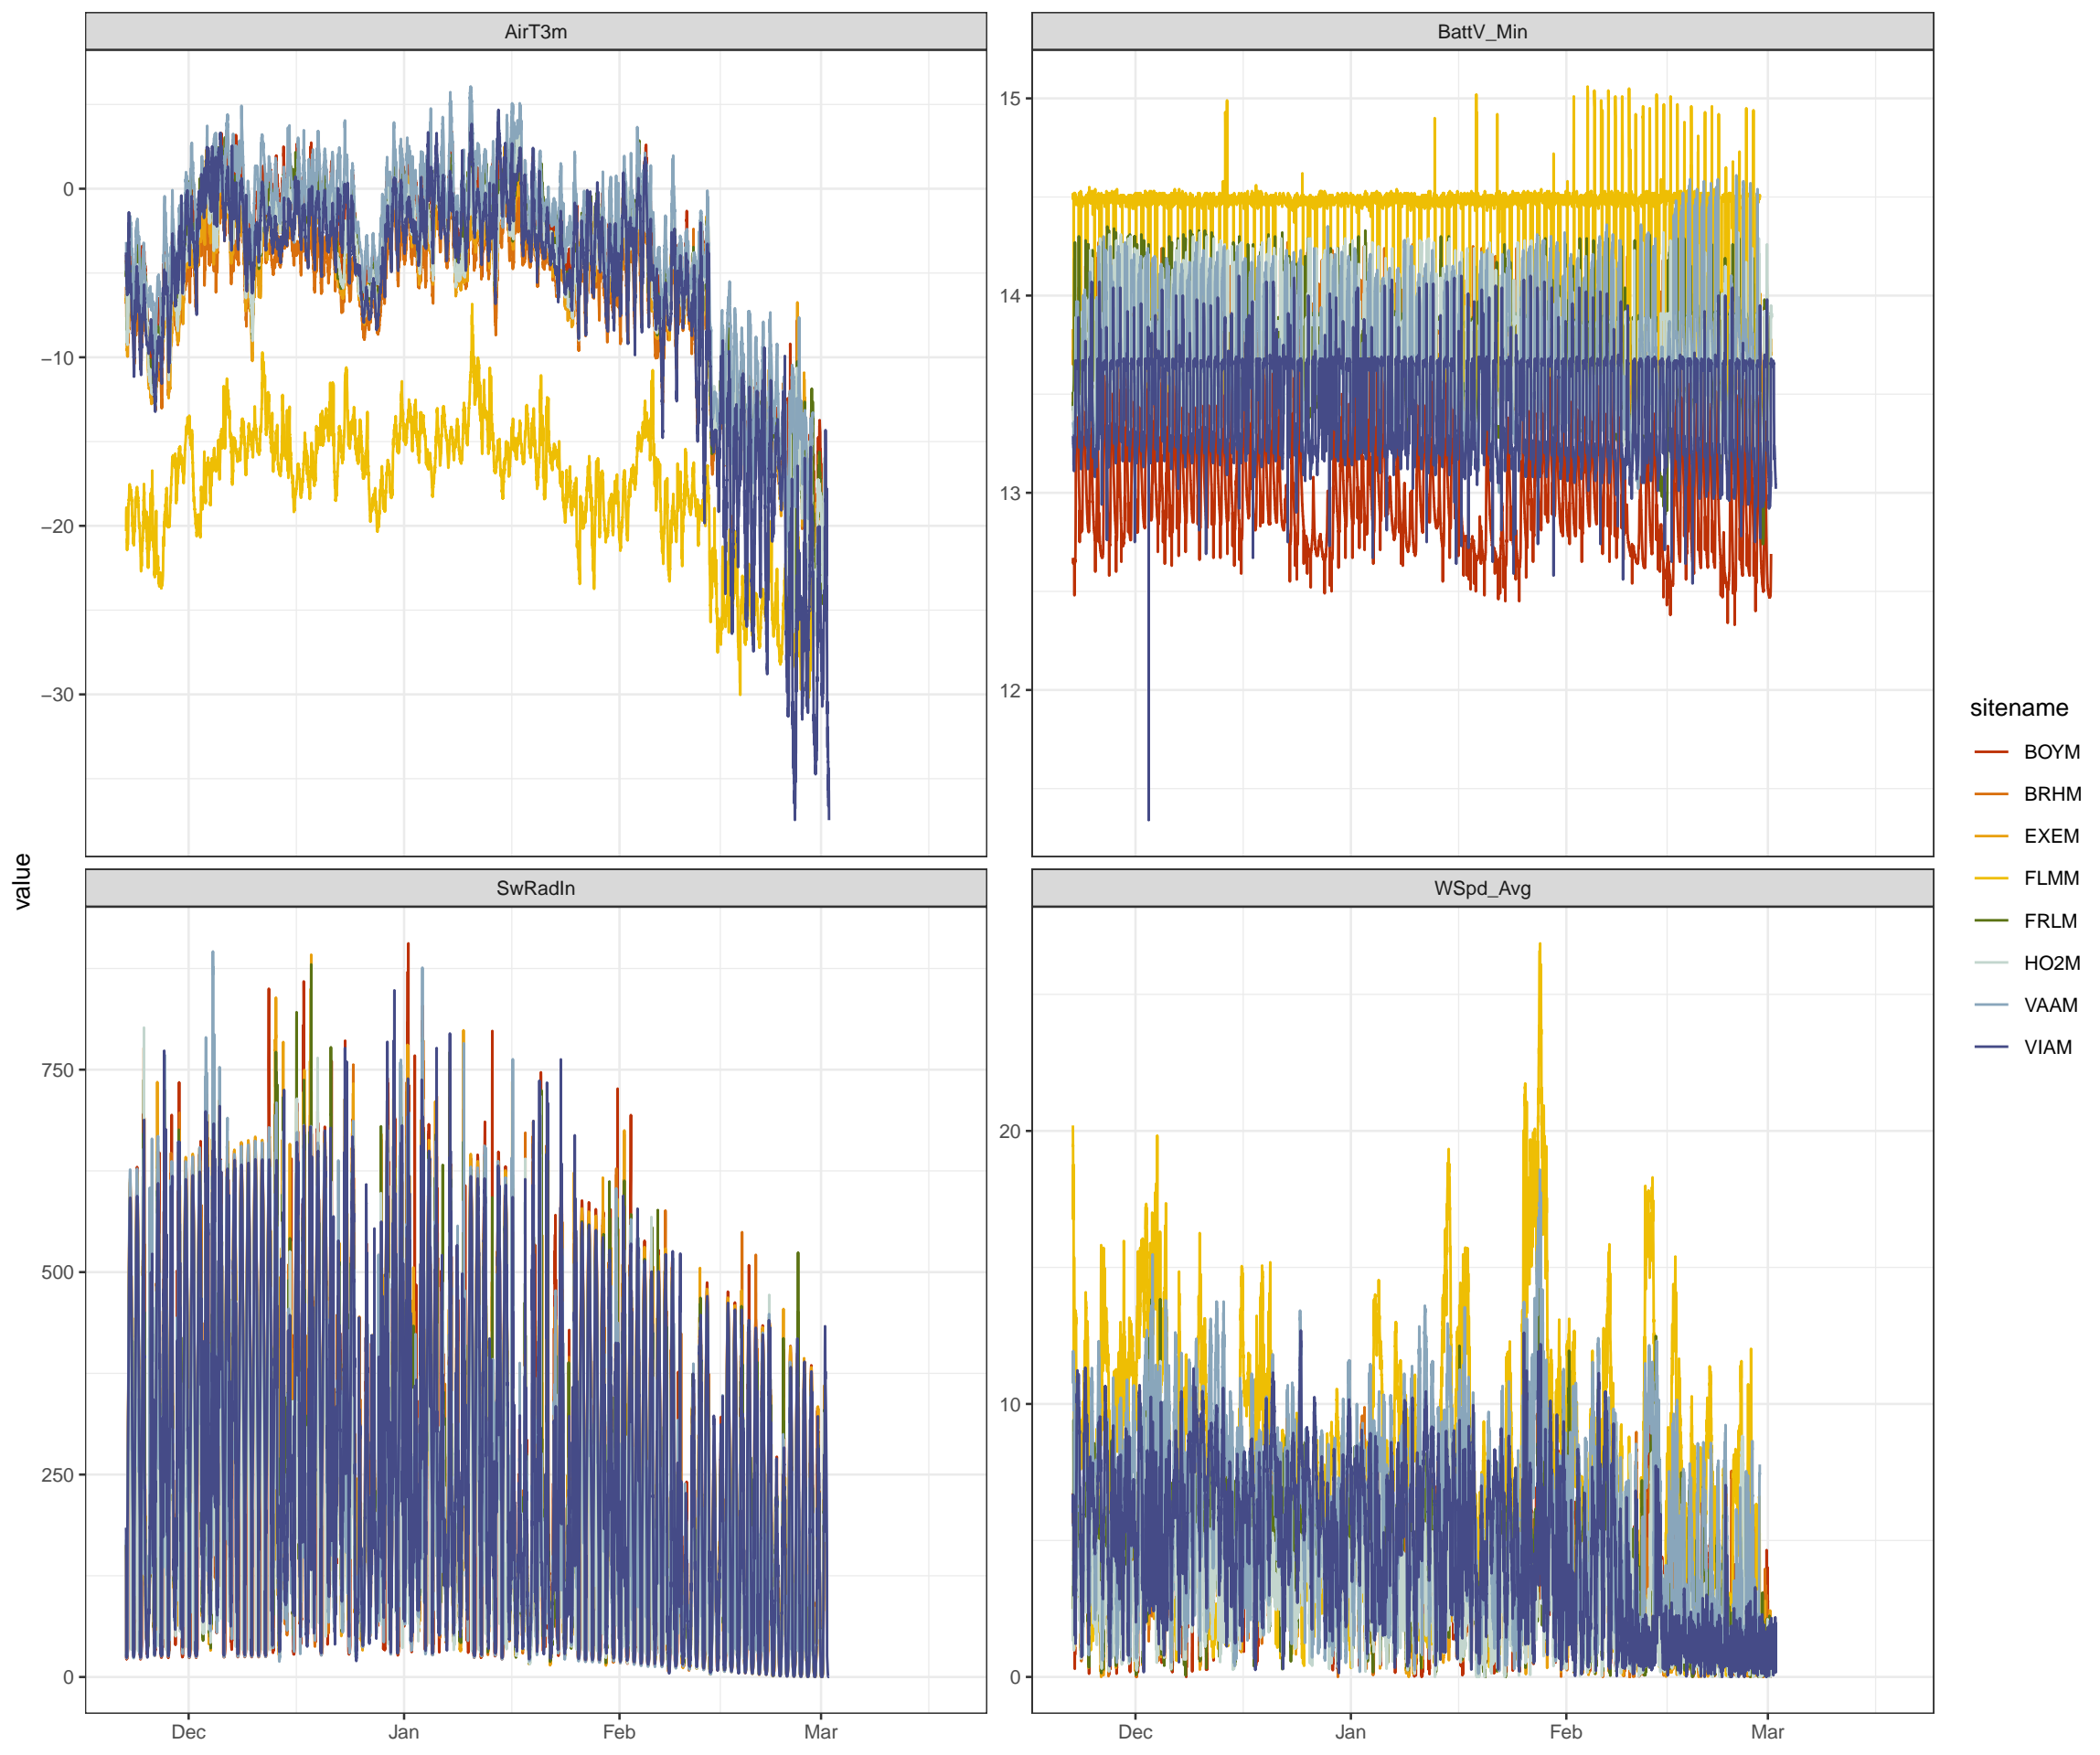 AirT3m
BattV_Min
0
−10
−20
−30
15
14
13
12
value
SwRadIn
WSpd_Avg
750
500
250
0
20
10
0
Dec
Jan
Feb
Mar
Dec
Jan
Feb
Mar
sitename
BOYM
BRHM
EXEM
FLMM
FRLM
HO2M
VAAM
VIAM